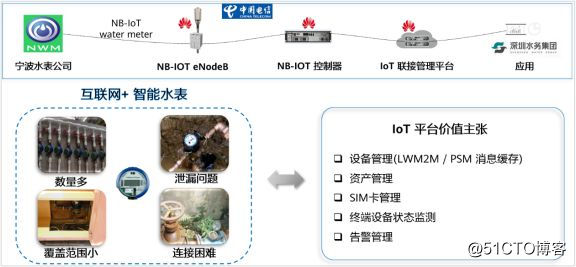 中国电信
CHINA TELECOM
NB-IoT
water meter
NWM
宁波水表公司
NB-IOT eNodeB
NB-IOT 控制器
IoT 联接管理平台
深圳水务集团
应用
互联网+ 智能水表
数量多
泄漏问题
覆盖范围小
连接困难
IoT 平台价值主张
设备管理(LWM2M / PSM 消息缓存)
资产管理
SIM卡管理
终端设备状态监测
告警管理
@51CTO博客